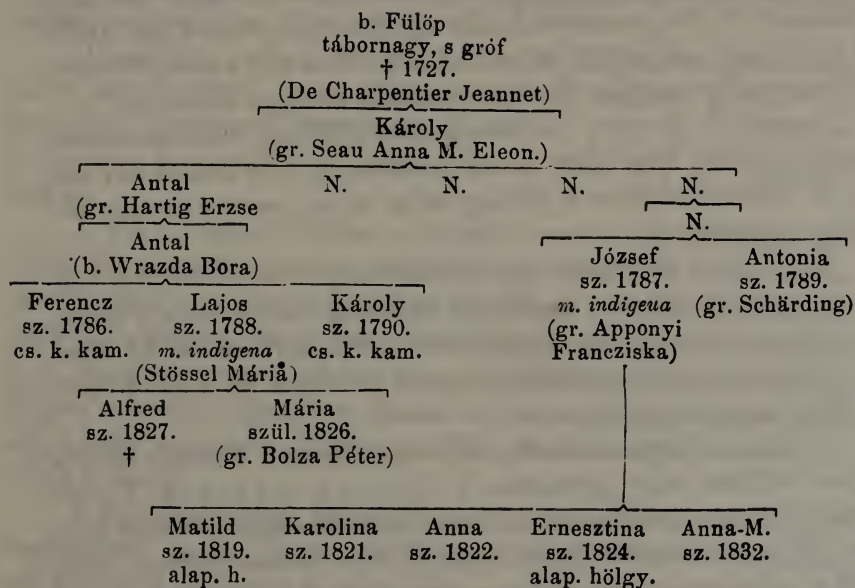 b. Fülöp
tábornagy, s gróf
† 1727.
(De Charpentier Jeannet)
Károly
(gr. Seau Anna M. Eleon.)
Antal N. N. N. N.
(gr. Hartig Erzse
N.
Antal
(b. Wrazda Bora)
József Antonia
sz. 1787. sz. 1789.
m. indigeua (gr. Schärding)
(gr. Apponyi
Francziska)
Ferencz Lajos Károly
sz. 1786. sz. 1788. sz. 1790.
cs. k. kam. m. indigena cs. k. kam.
(Stössel Máriå)
Alfred Mária
sz. 1827. szül. 1826.
† (gr. Bolza Péter)
Matild Karolina Anna Ernesztina Anna-M.
sz. 1819. sz. 1821. sz. 1822. sz. 1824. sz. 1832.
alap. h. alap. hölgy.